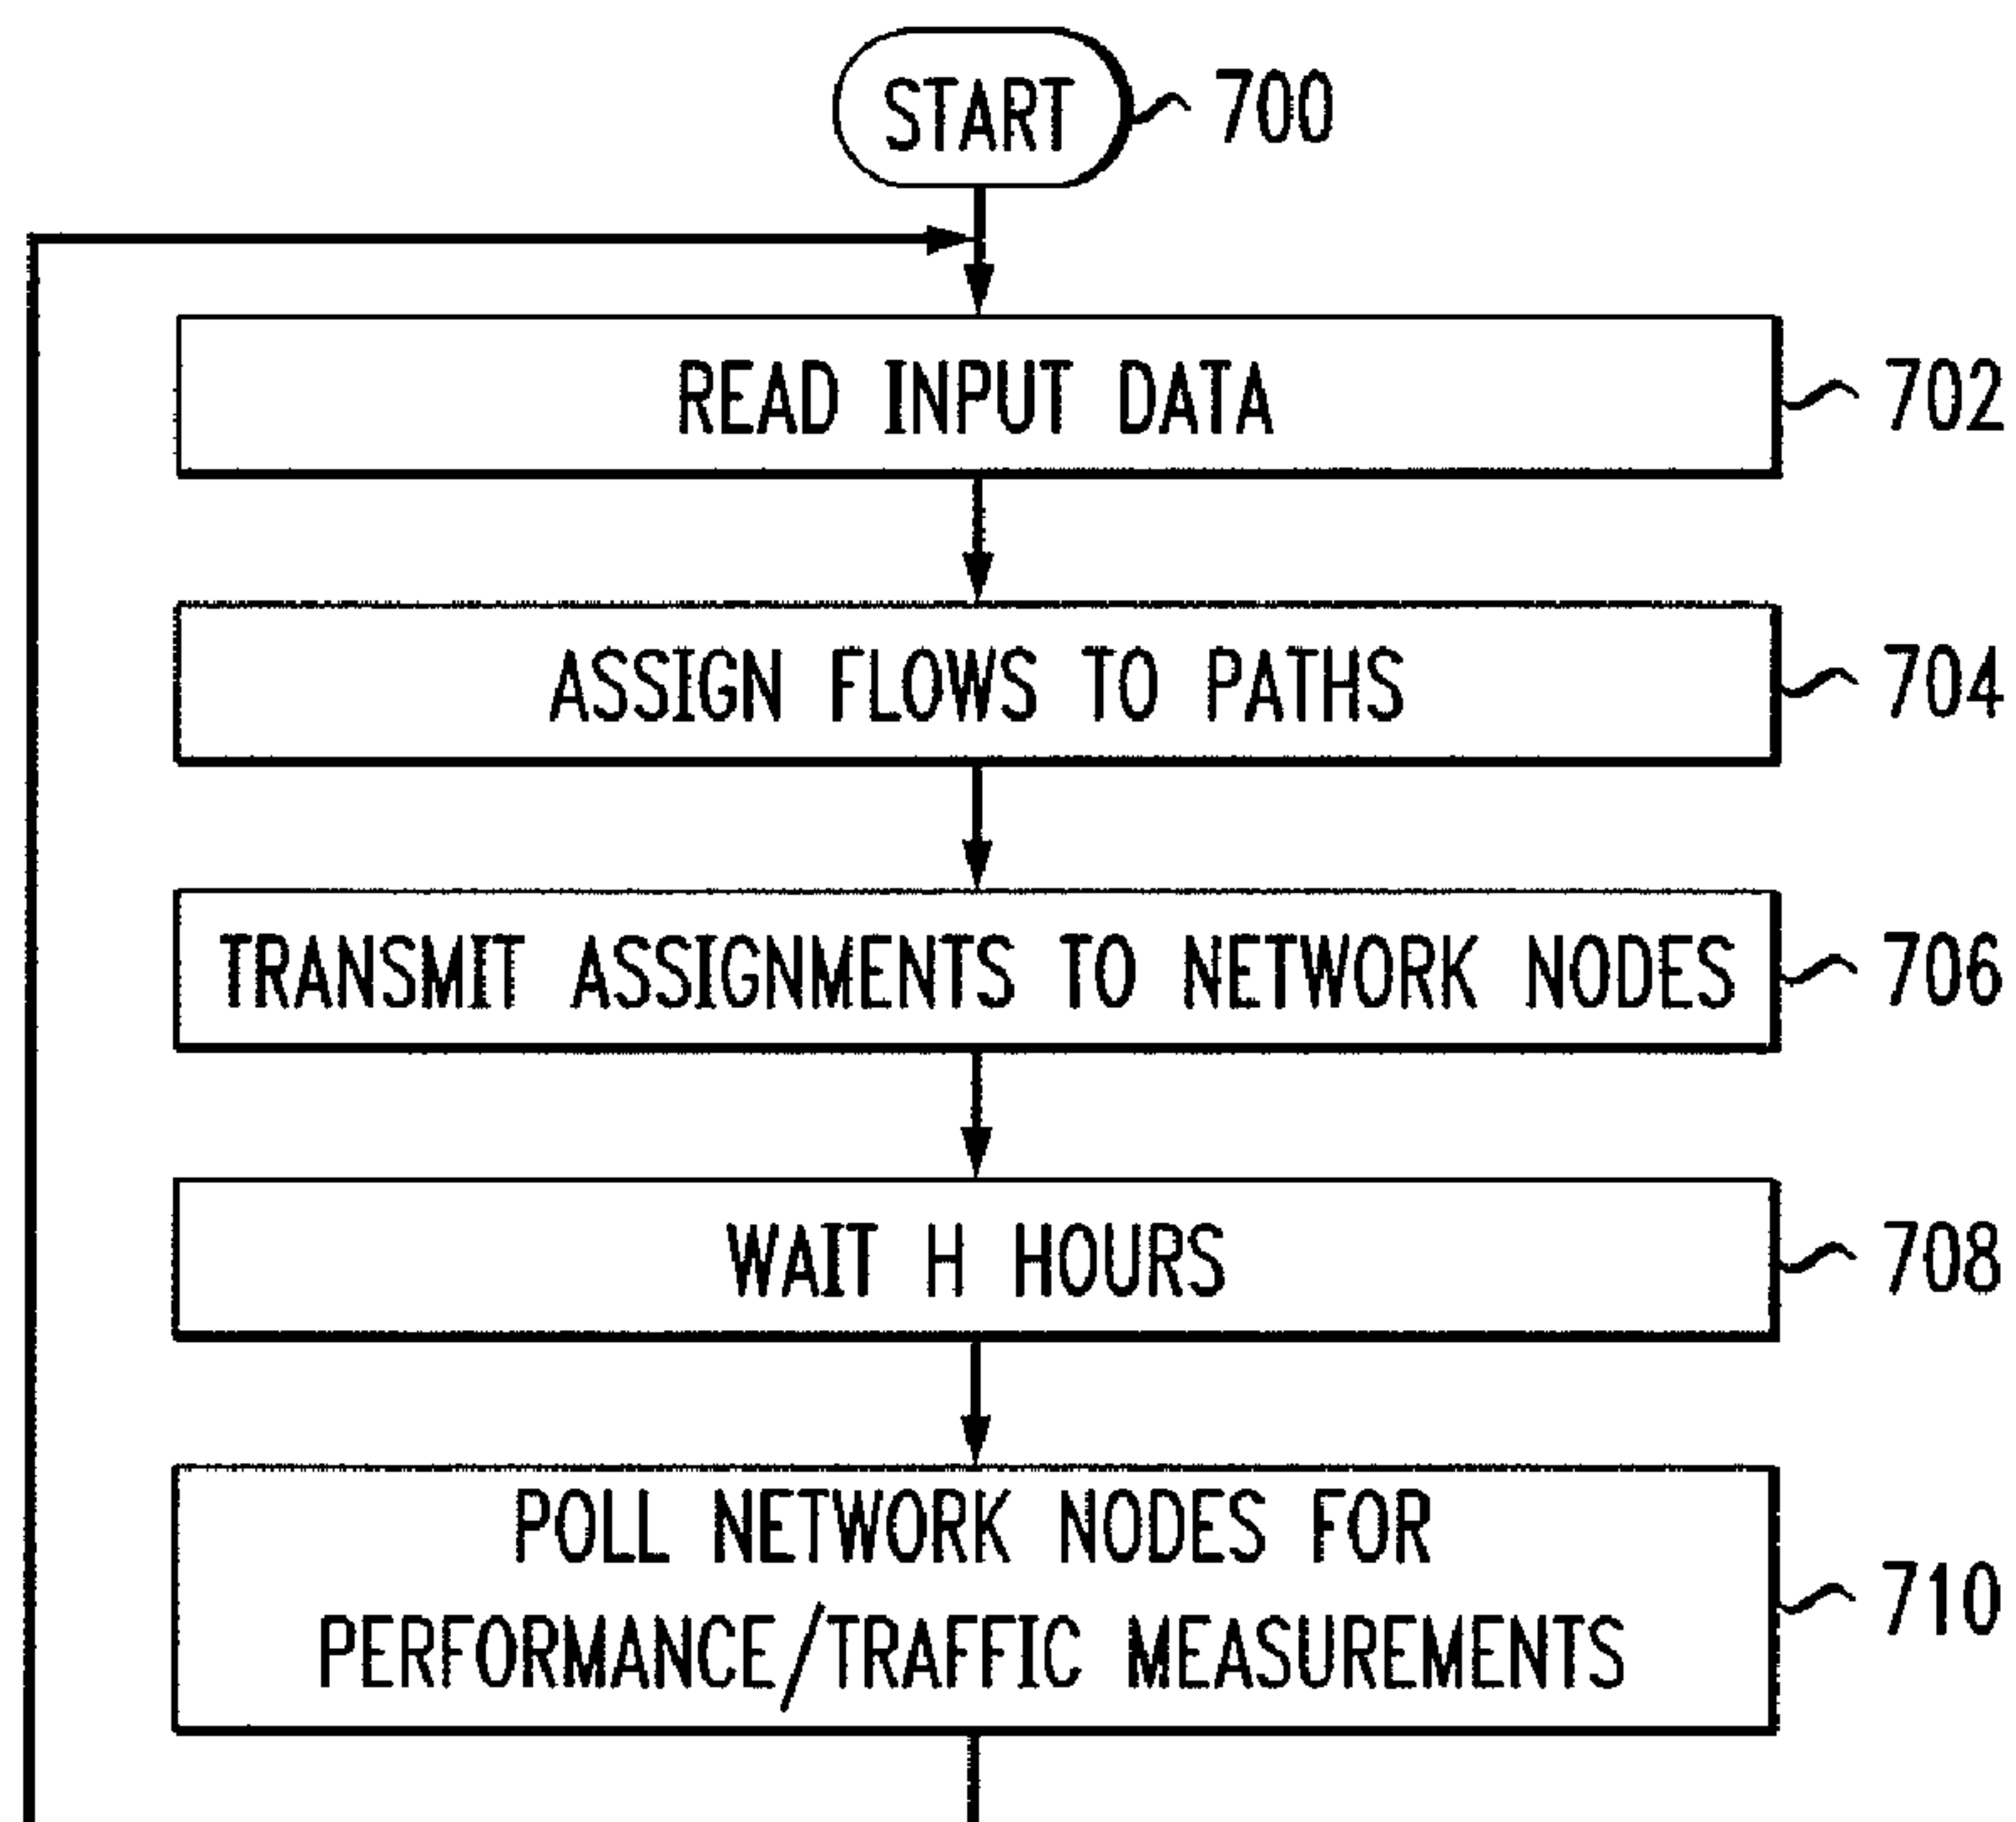 START 700
READ INPUT DATA 702
ASSIGN FLOWS TO PATHS 704
TRANSMIT ASSIGNMENTS TO NETWORK NODES 706
WAIT H HOURS 708
POLL NETWORK NODES FOR
PERFORMANCE/TRAFFIC MEASUREMENTS 710